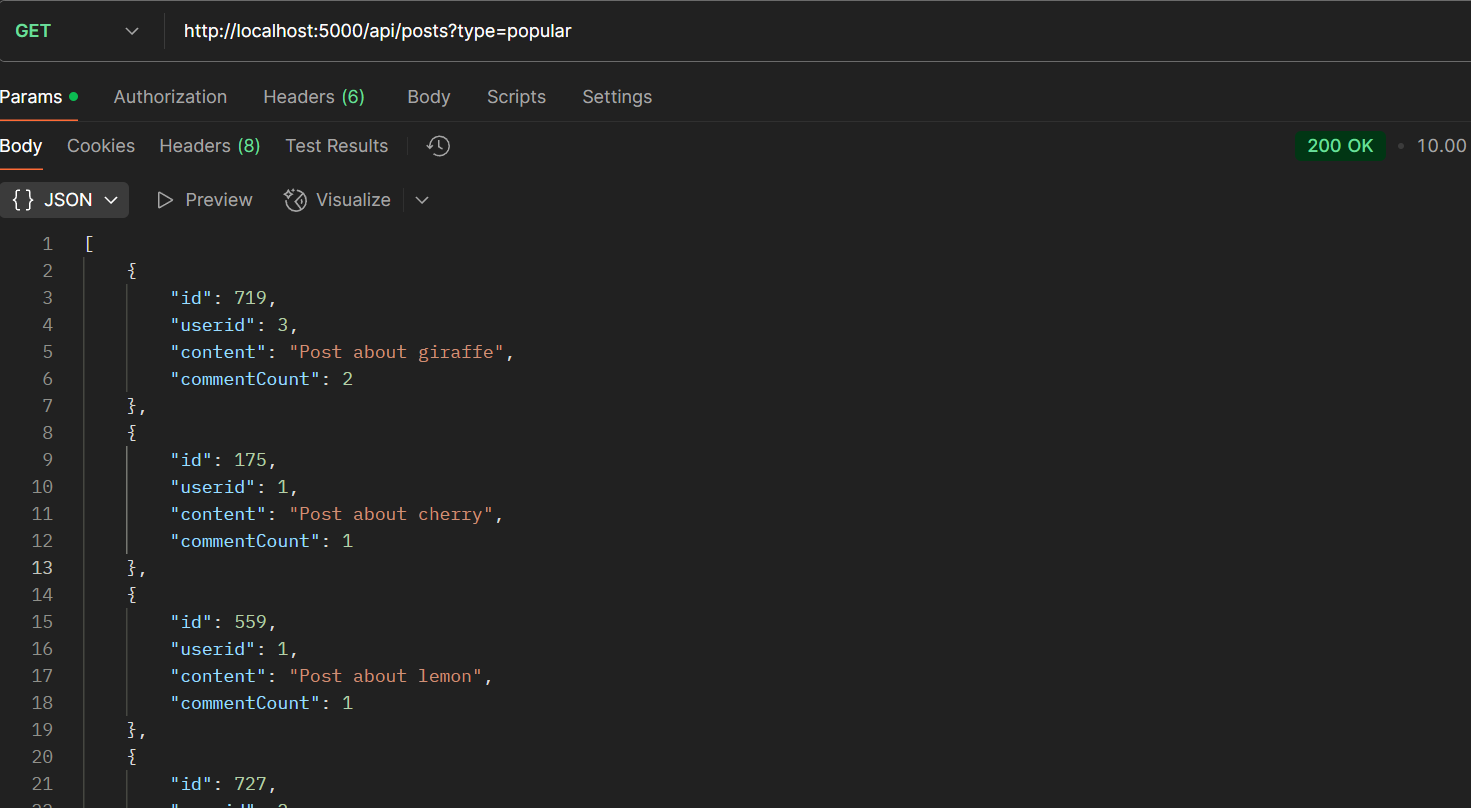 GET http://localhost:5000/api/posts?type=popular
Params Authorization Headers (6) Body Scripts Settings
Body Cookies Headers (8) Test Results 200 OK • 10.00
{ } JSON Preview Visualize
1 [
2 {
3 "id": 719,
4 "userid": 3,
5 "content": "Post about giraffe",
6 "commentCount": 2
7 },
8 {
9 "id": 175,
10 "userid": 1,
11 "content": "Post about cherry",
12 "commentCount": 1
13 },
14 {
15 "id": 559,
16 "userid": 1,
17 "content": "Post about lemon",
18 "commentCount": 1
19 },
20 {
21 "id": 727,